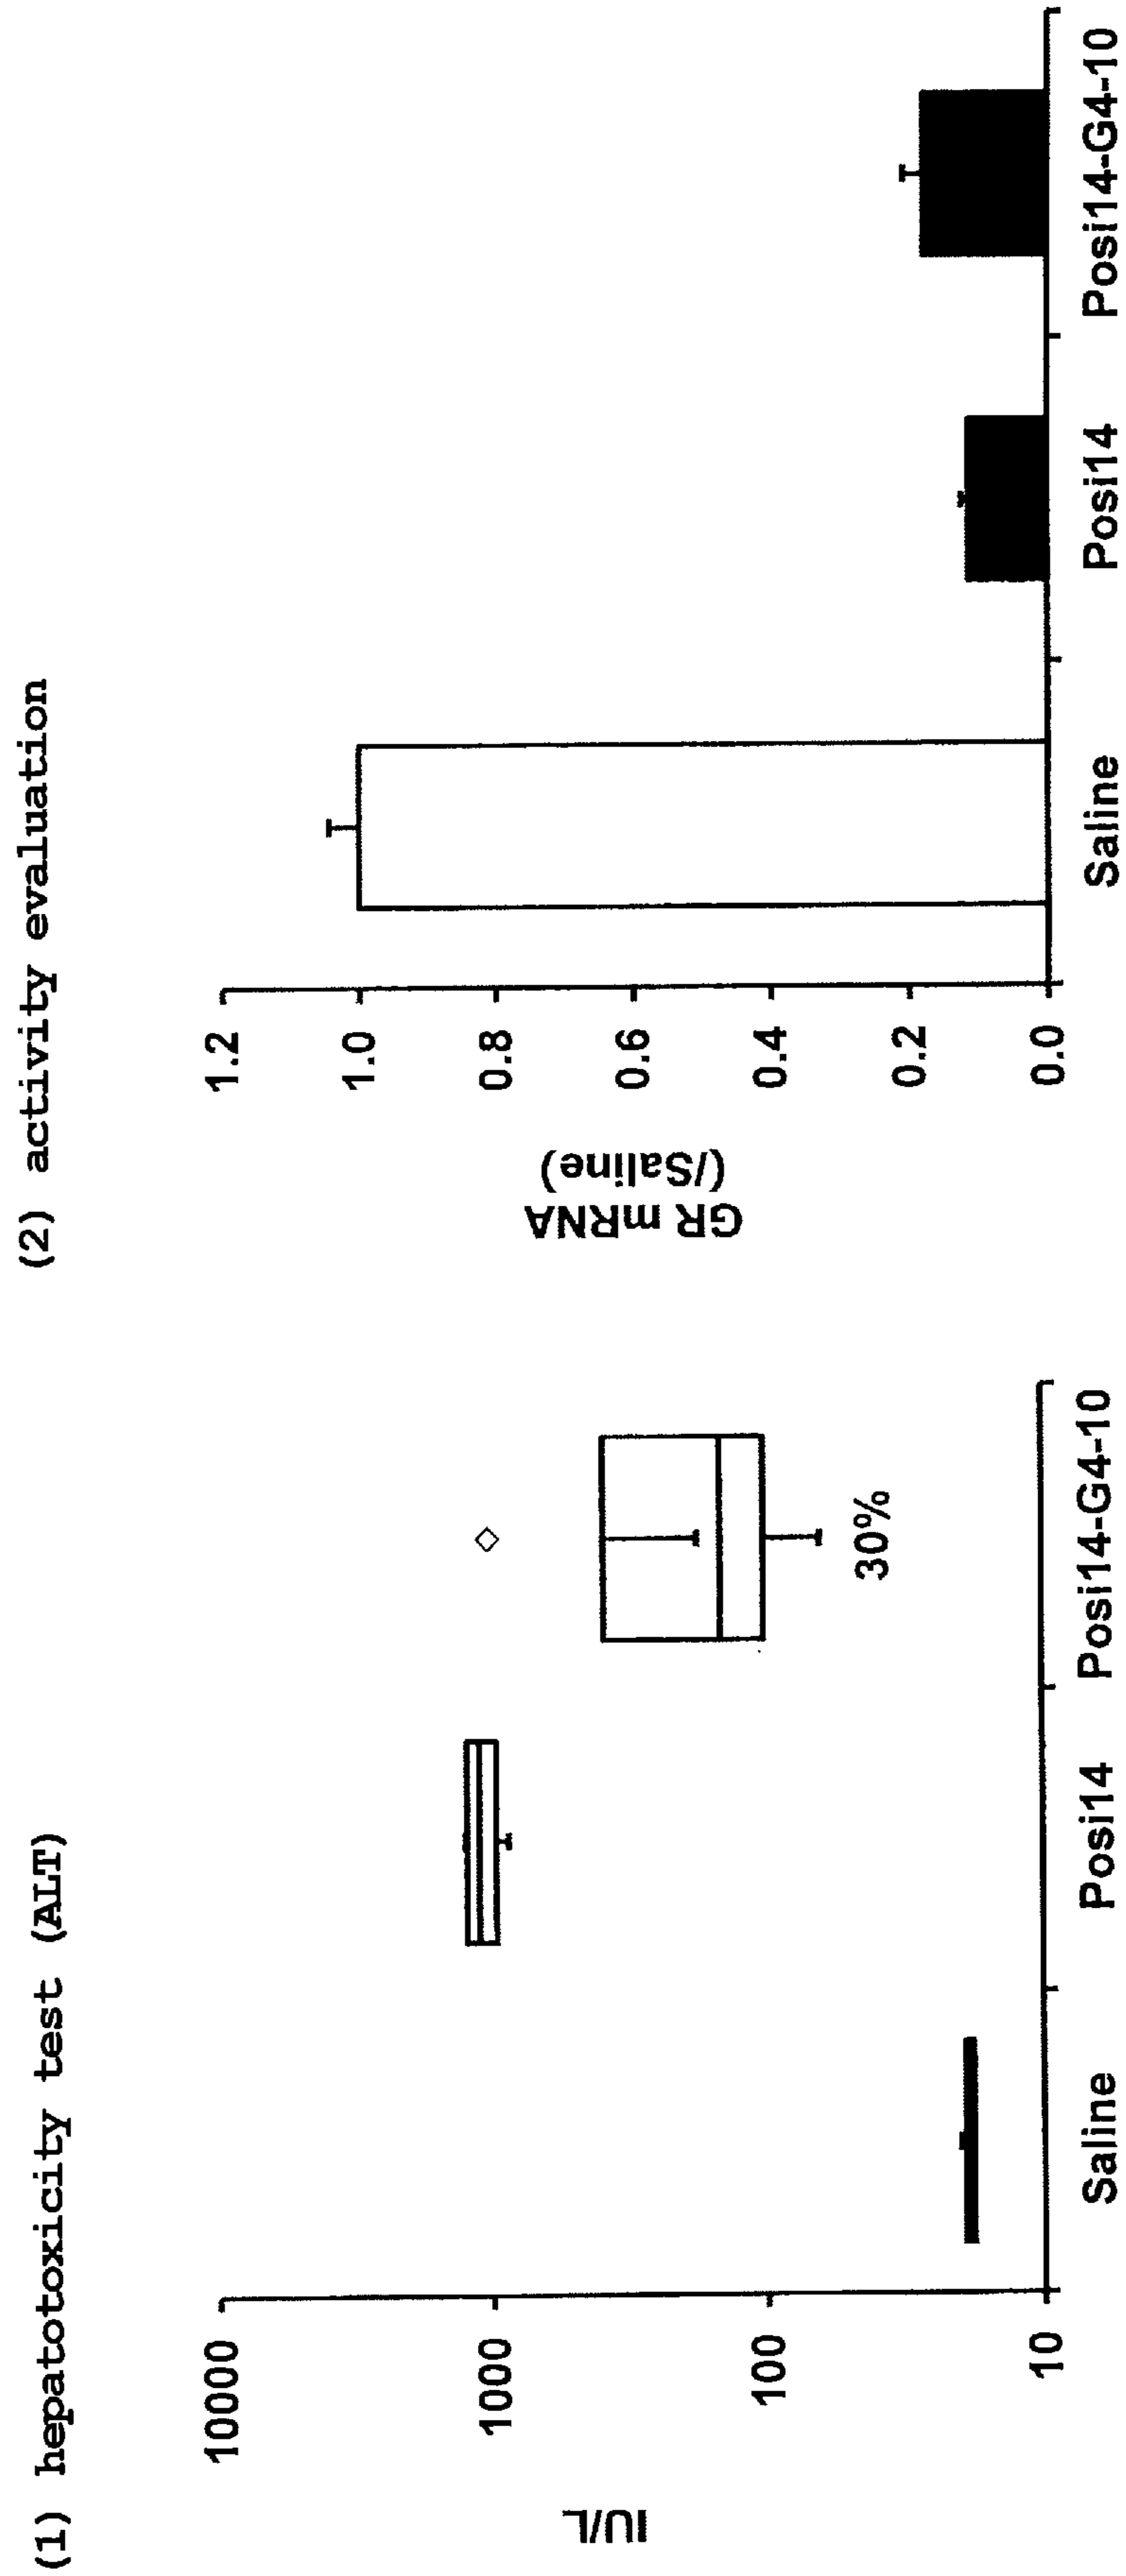 (1) hepatotoxicity test (ALT)
10000
1000
100
10
IU/L
30%
Saline
Posi14
Posi14-G4-10
(2) activity evaluation
1.2
1.0
0.8
0.6
0.4
0.2
0.0
GR mRNA
(/Saline)
Saline
Posi14
Posi14-G4-10